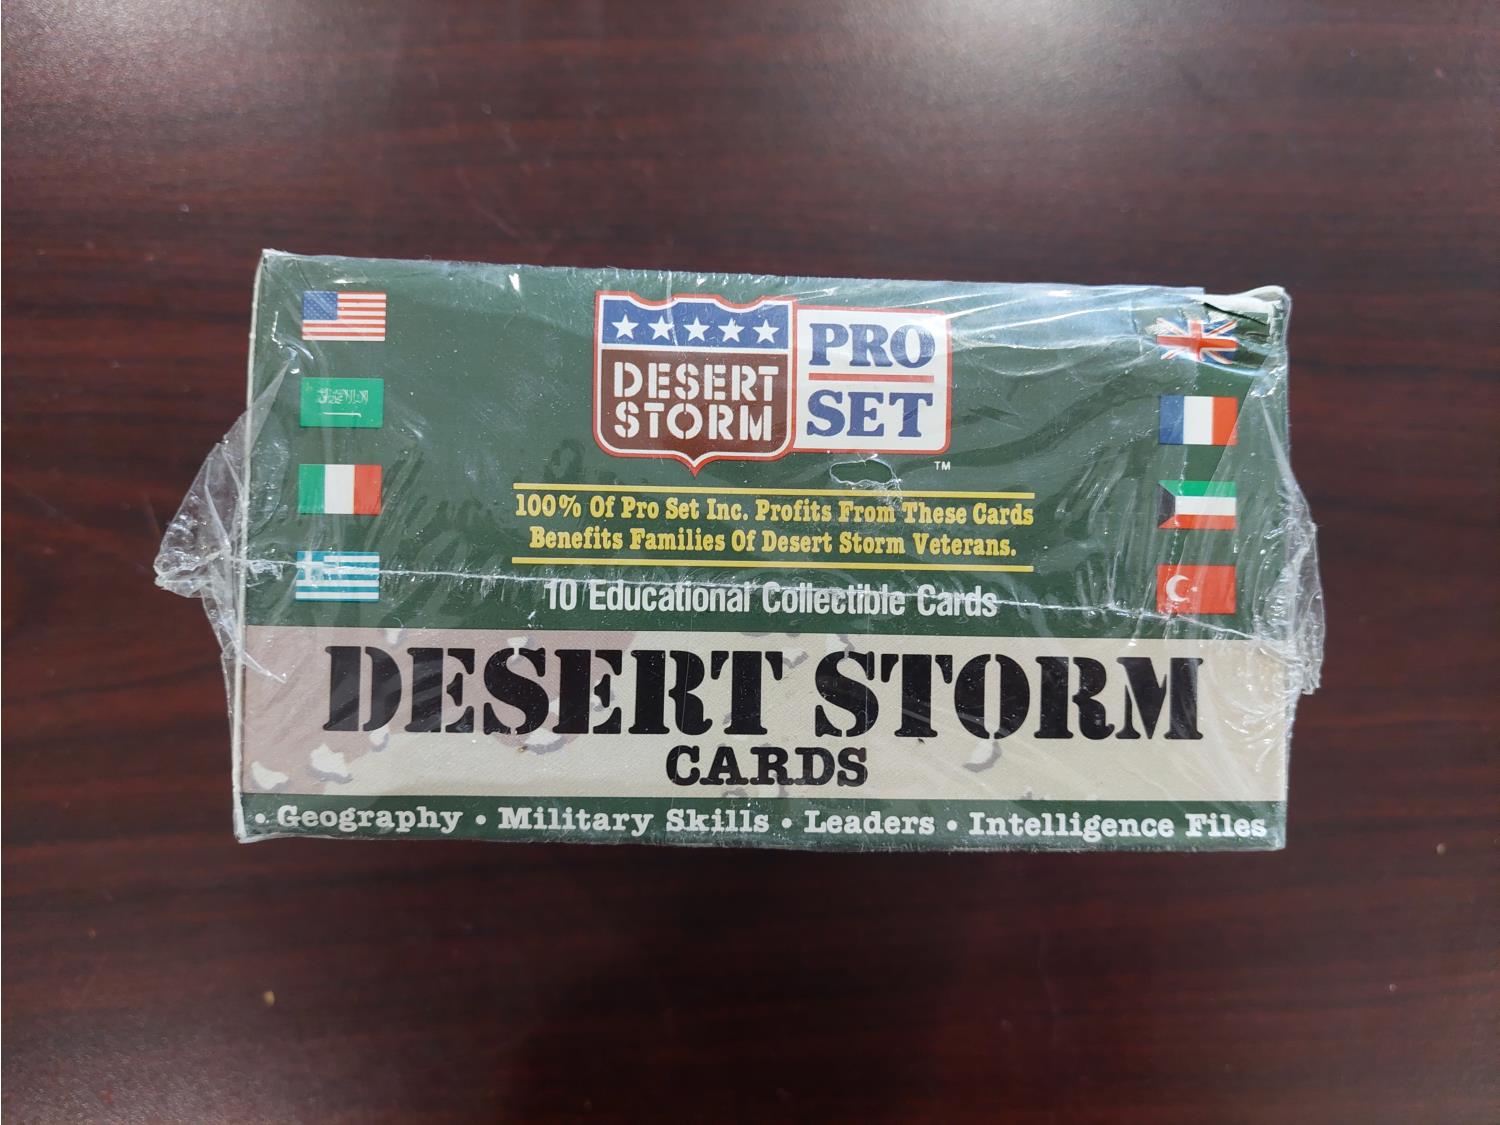 DESERT
STORM
PRO
SET
TM
100% Of Pro Set Inc. Profits From These Cards
Benefits Families Of Desert Storm Veterans.
10 Educational Collectible Cards
DESERT STORM
CARDS
• Geography • Military Skills • Leaders • Intelligence Files